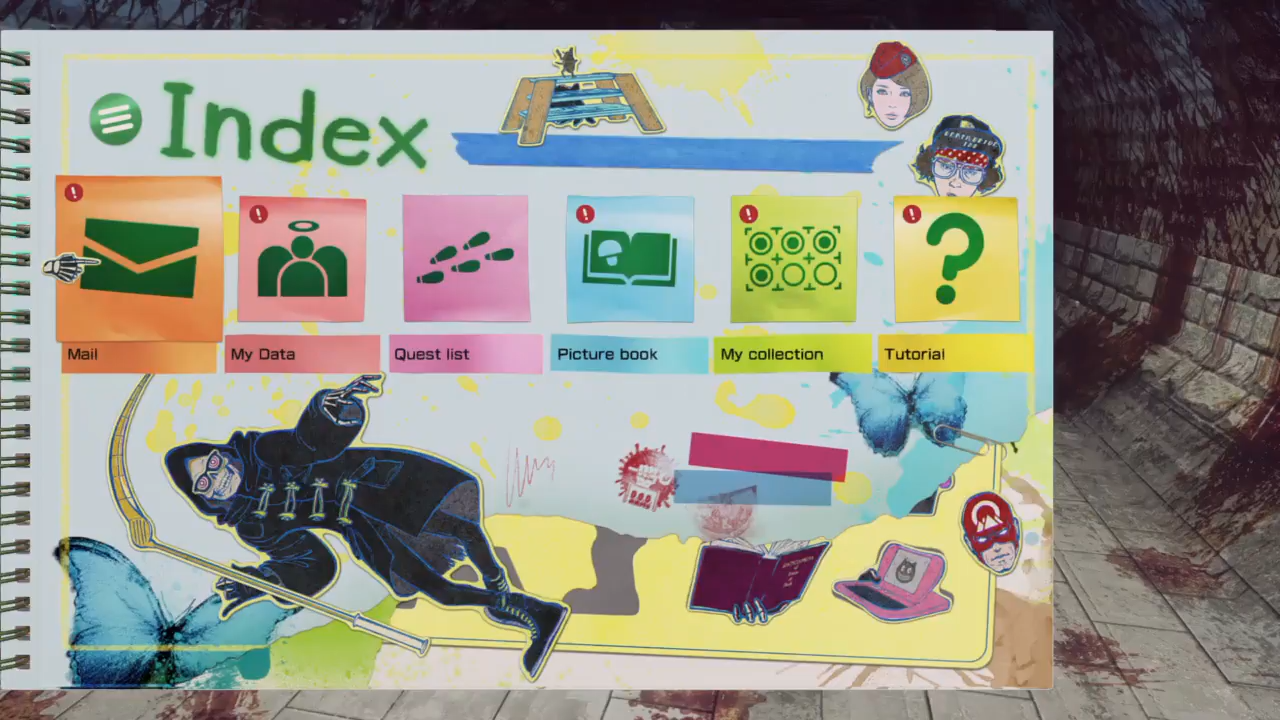 Index
Mail
My Data
Quest list
Picture book
My collection
Tutorial